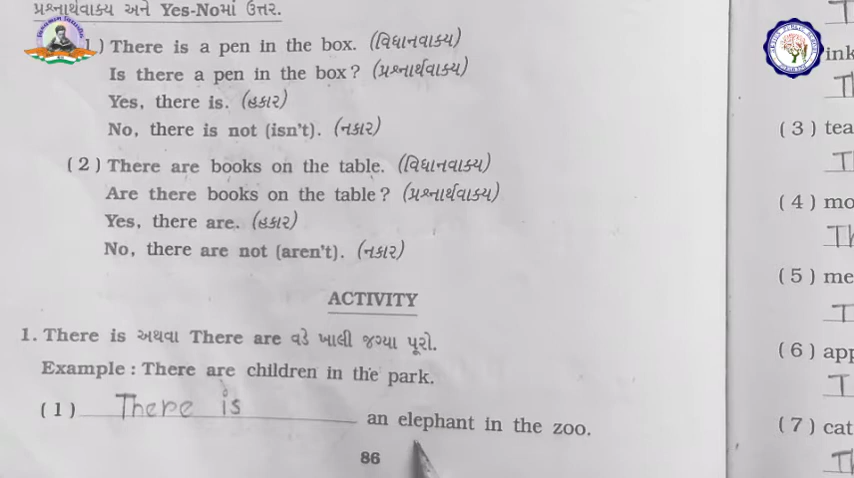 પ્રશ્નાર્થવાક્ય અને Yes-Noમાં ઉત્તર.
) There is a pen in the box. (વિધાનવાક્ય)
Is there a pen in the box? (પ્રશ્નાર્થવાક્ય)
Yes, there is. (હકાર)
No, there is not (isn't). (નકાર)
(2) There are books on the table. (વિધાનવાક્ય)
Are there books on the table? (પ્રશ્નાર્થવાક્ય)
Yes, there are. (હકાર)
No, there are not (aren't). (નકાર)
ACTIVITY
1. There is અથવા There are વડે ખાલી જગ્યા પૂરો.
Example : There are children in the park.
(1) There is an elephant in the zoo.
86
ink
(3) tea
(4) mo
Th
(5) me
(6) app
(7) cat
Th